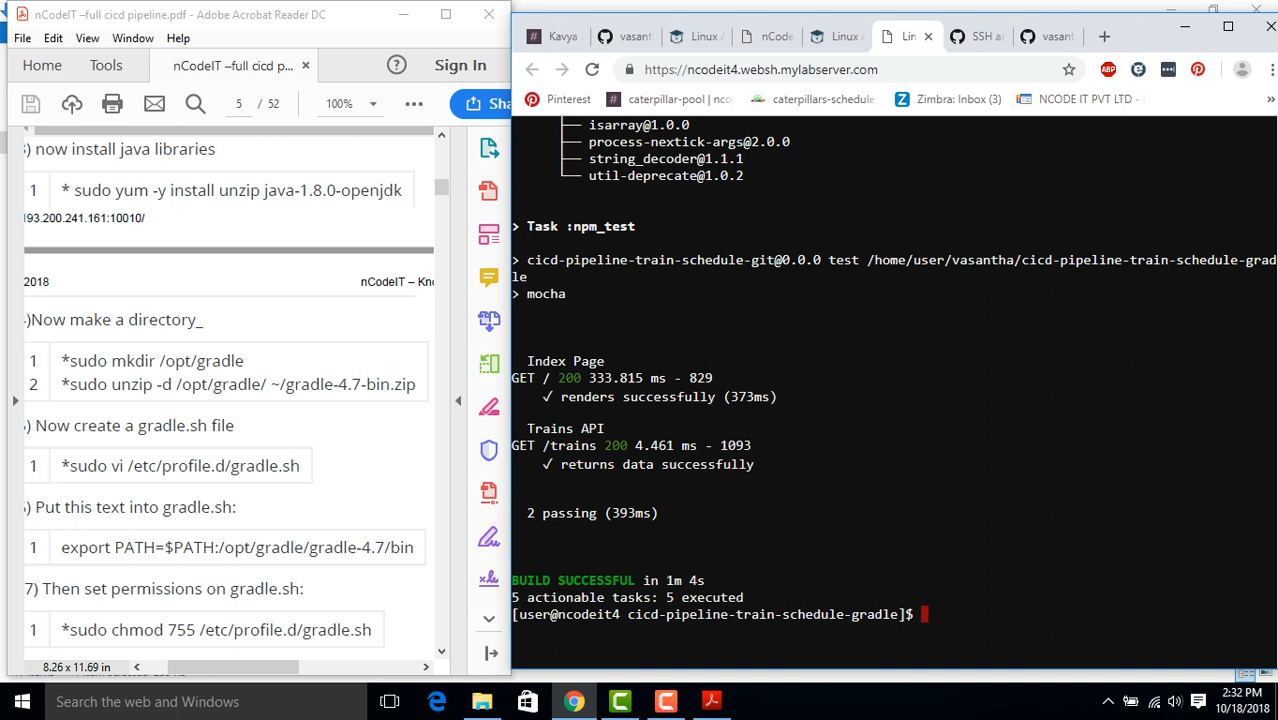 nCodeIT –full cicd pipeline.pdf - Adobe Acrobat Reader DC
File Edit View Window Help
Home Tools nCodeIT –full cicd p... Sign In
5 / 52 100%
) now install java libraries
1 * sudo yum -y install unzip java-1.8.0-openjdk
193.200.241.161:10010/
2018 nCodeIT – Kno
)Now make a directory_
1 *sudo mkdir /opt/gradle
2 *sudo unzip -d /opt/gradle/ ~/gradle-4.7-bin.zip
) Now create a gradle.sh file
1 *sudo vi /etc/profile.d/gradle.sh
) Put this text into gradle.sh:
1 export PATH=$PATH:/opt/gradle/gradle-4.7/bin
7) Then set permissions on gradle.sh:
1 *sudo chmod 755 /etc/profile.d/gradle.sh
8.26 x 11.69 in
Sha
Kavya vasant Linux nCode Linux Lin SSH ar vasant
https://ncodeit4.websh.mylabserver.com ABP
Pinterest caterpillar-pool | nco caterpillars-schedule Zimbra: Inbox (3) NCODE IT PVT LTD - »
isarray@1.0.0
process-nextick-args@2.0.0
string_decoder@1.1.1
util-deprecate@1.0.2
> Task :npm_test
> cicd-pipeline-train-schedule-git@0.0.0 test /home/user/vasantha/cicd-pipeline-train-schedule-grad
le
> mocha
Index Page
GET / 200 333.815 ms - 829
✓ renders successfully (373ms)
Trains API
GET /trains 200 4.461 ms - 1093
✓ returns data successfully
2 passing (393ms)
BUILD SUCCESSFUL in 1m 4s
5 actionable tasks: 5 executed
[user@ncodeit4 cicd-pipeline-train-schedule-gradle]$
Search the web and Windows
2:32 PM
10/18/2018